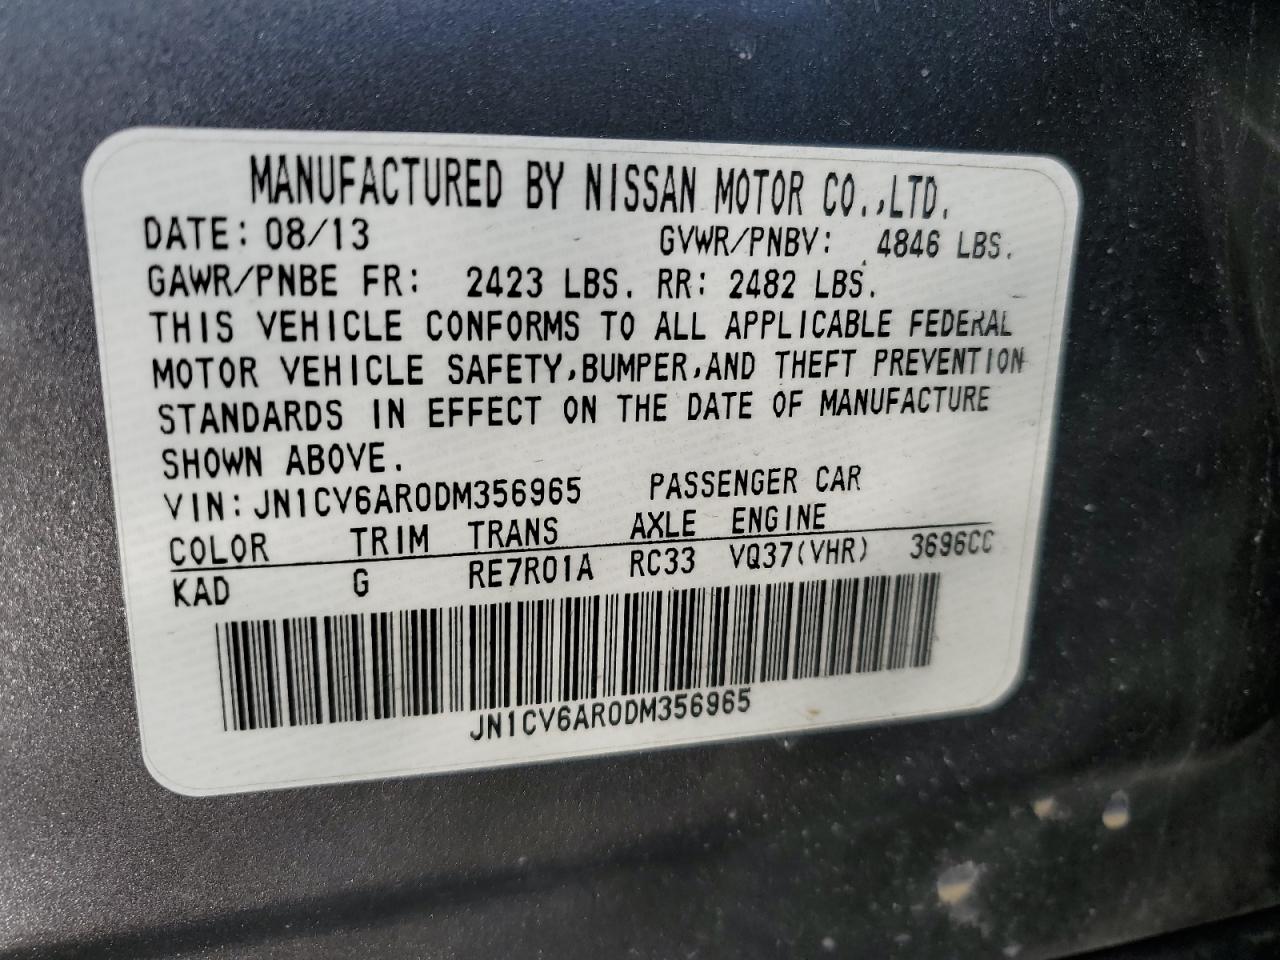 MANUFACTURED BY NISSAN MOTOR CO.,LTD.
DATE: 08/13 GVWR/PNBV: 4846 LBS.
GAWR/PNBE FR: 2423 LBS. RR: 2482 LBS.
THIS VEHICLE CONFORMS TO ALL APPLICABLE FEDERAL
MOTOR VEHICLE SAFETY,BUMPER,AND THEFT PREVENTION
STANDARDS IN EFFECT ON THE DATE OF MANUFACTURE
SHOWN ABOVE.
VIN: JN1CV6AR0DM356965 PASSENGER CAR
COLOR TRIM TRANS AXLE ENGINE
KAD G RE7R01A RC33 VQ37(VHR) 3696CC
JN1CV6AR0DM356965